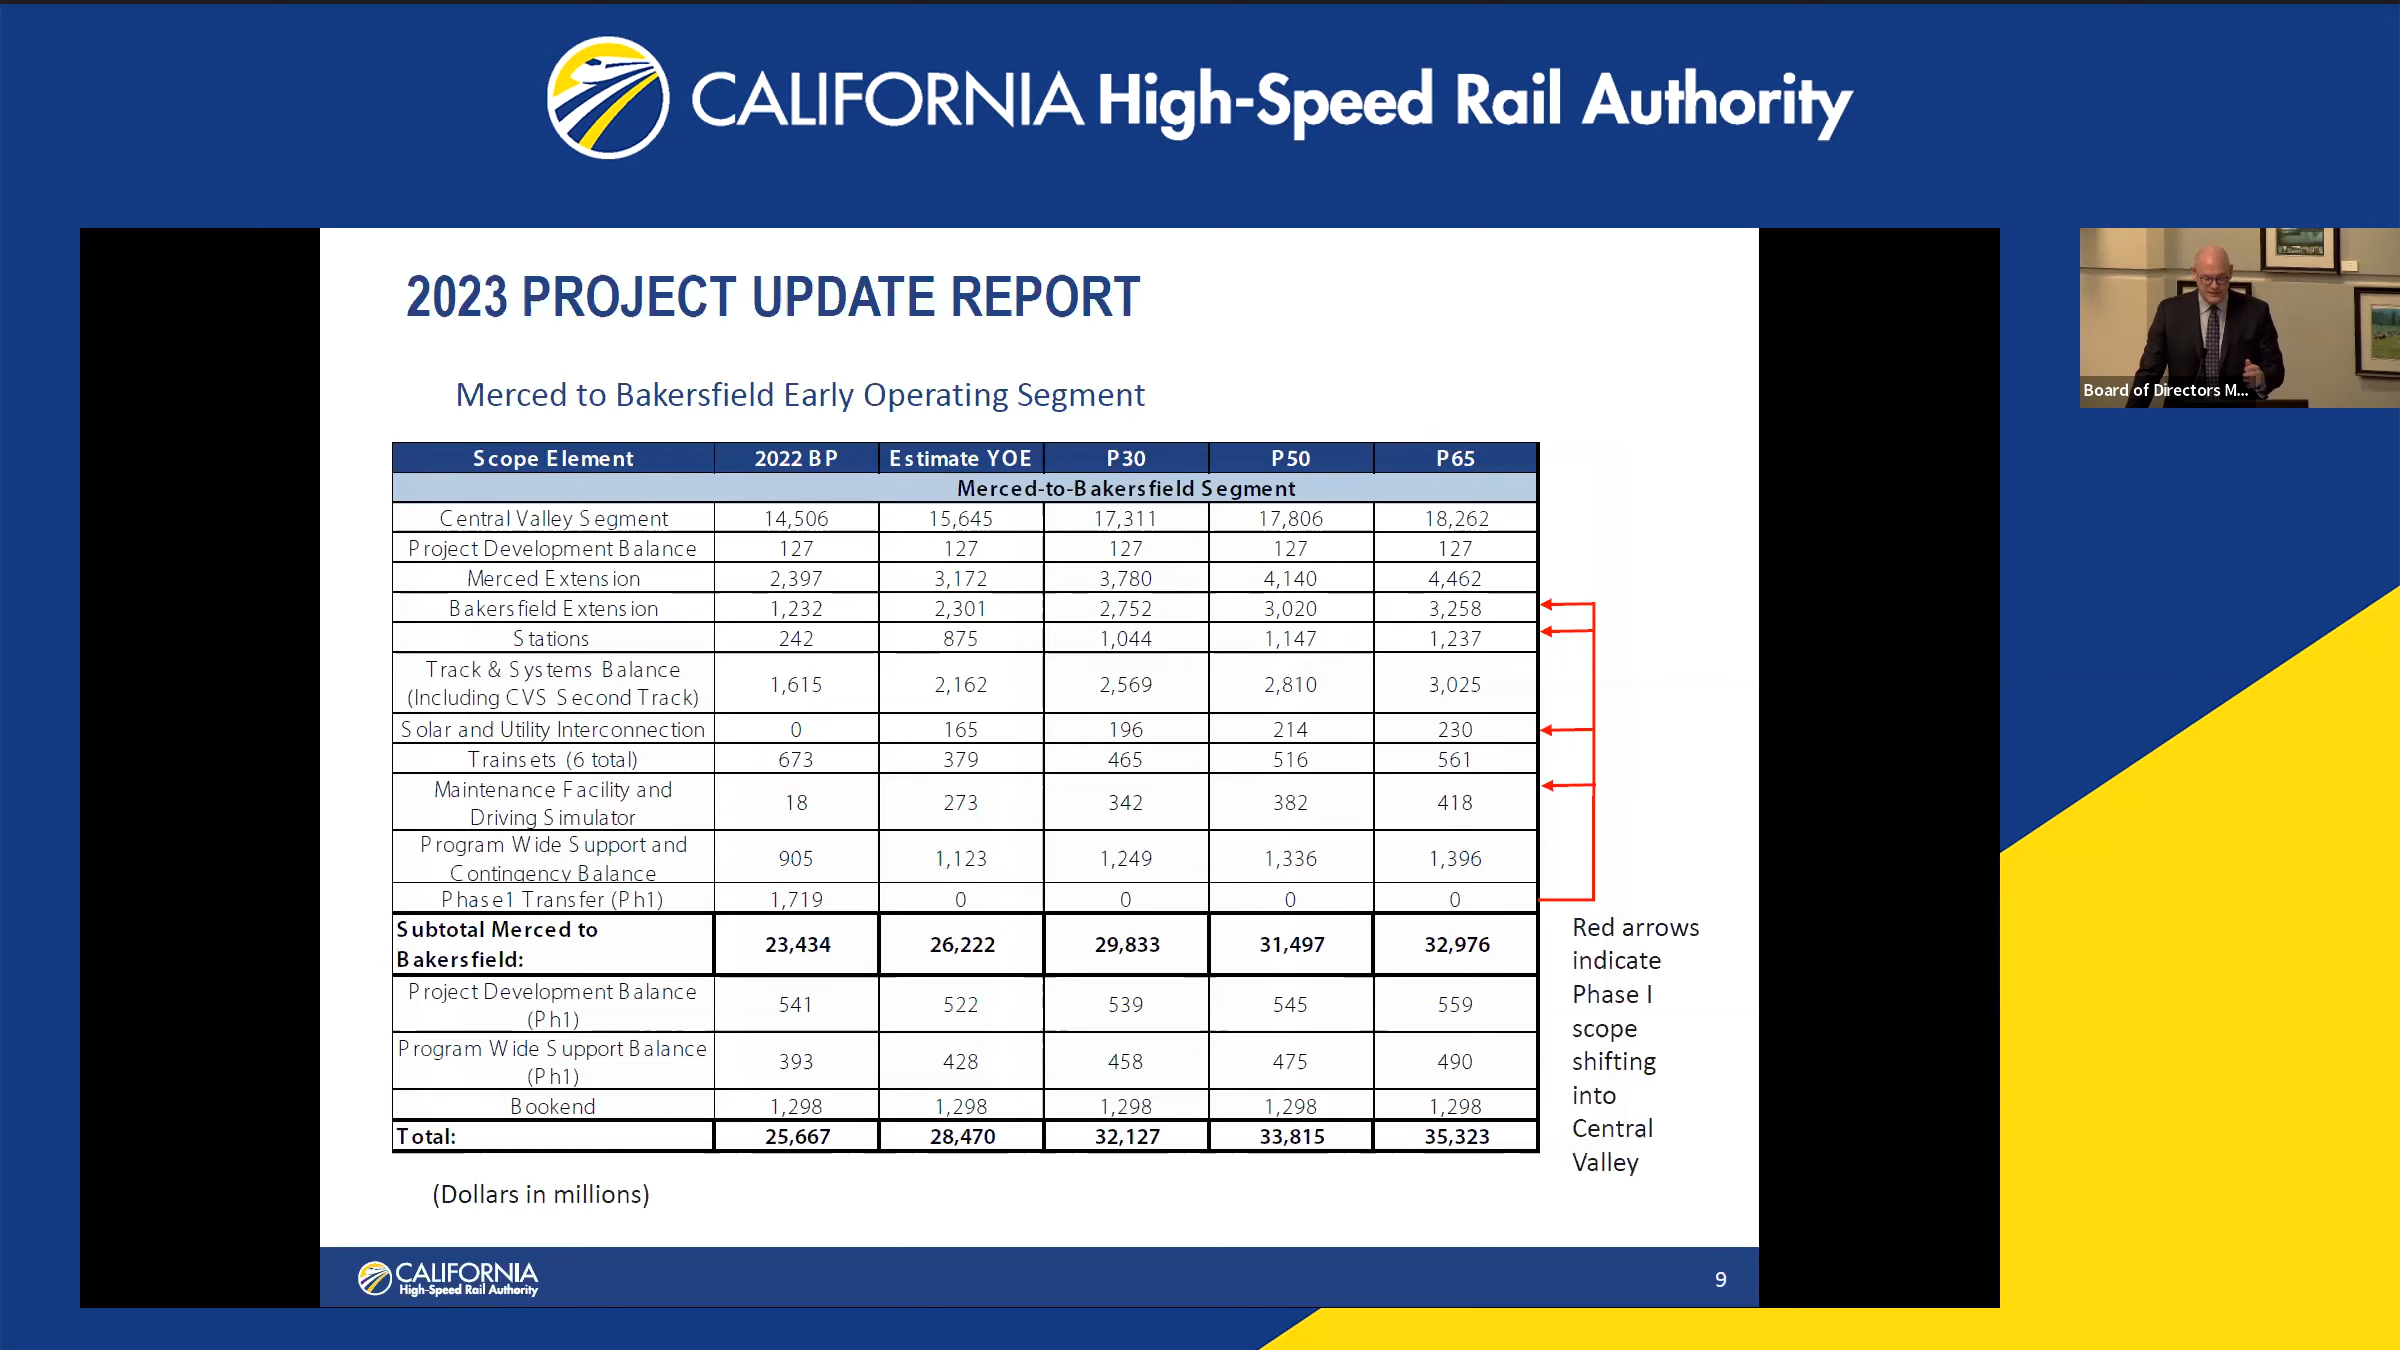 CALIFORNIA High-Speed Rail Authority
2023 PROJECT UPDATE REPORT
Merced to Bakersfield Early Operating Segment
Scope Element 2022 BP Estimate YOE P30 P50 P65
Merced-to-Bakersfield Segment
Central Valley Segment 14,506 15,645 17,311 17,806 18,262
Project Development Balance 127 127 127 127 127
Merced Extension 2,397 3,172 3,780 4,140 4,462
Bakersfield Extension 1,232 2,301 2,752 3,020 3,258
Stations 242 875 1,044 1,147 1,237
Track & Systems Balance
(Including CVS Second Track) 1,615 2,162 2,569 2,810 3,025
Solar and Utility Interconnection 0 165 196 214 230
Trainsets (6 total) 673 379 465 516 561
Maintenance Facility and
Driving Simulator 18 273 342 382 418
Program Wide Support and
Contingency Balance 905 1,123 1,249 1,336 1,396
Phase1 Transfer (Ph1) 1,719 0 0 0 0
Subtotal Merced to
Bakersfield: 23,434 26,222 29,833 31,497 32,976
Project Development Balance
(Ph1) 541 522 539 545 559
Program Wide Support Balance
(Ph1) 393 428 458 475 490
Bookend 1,298 1,298 1,298 1,298 1,298
Total: 25,667 28,470 32,127 33,815 35,323
(Dollars in millions)
Red arrows
indicate
Phase I
scope
shifting
into
Central
Valley
CALIFORNIA
High-Speed Rail Authority
9
Board of Directors M...